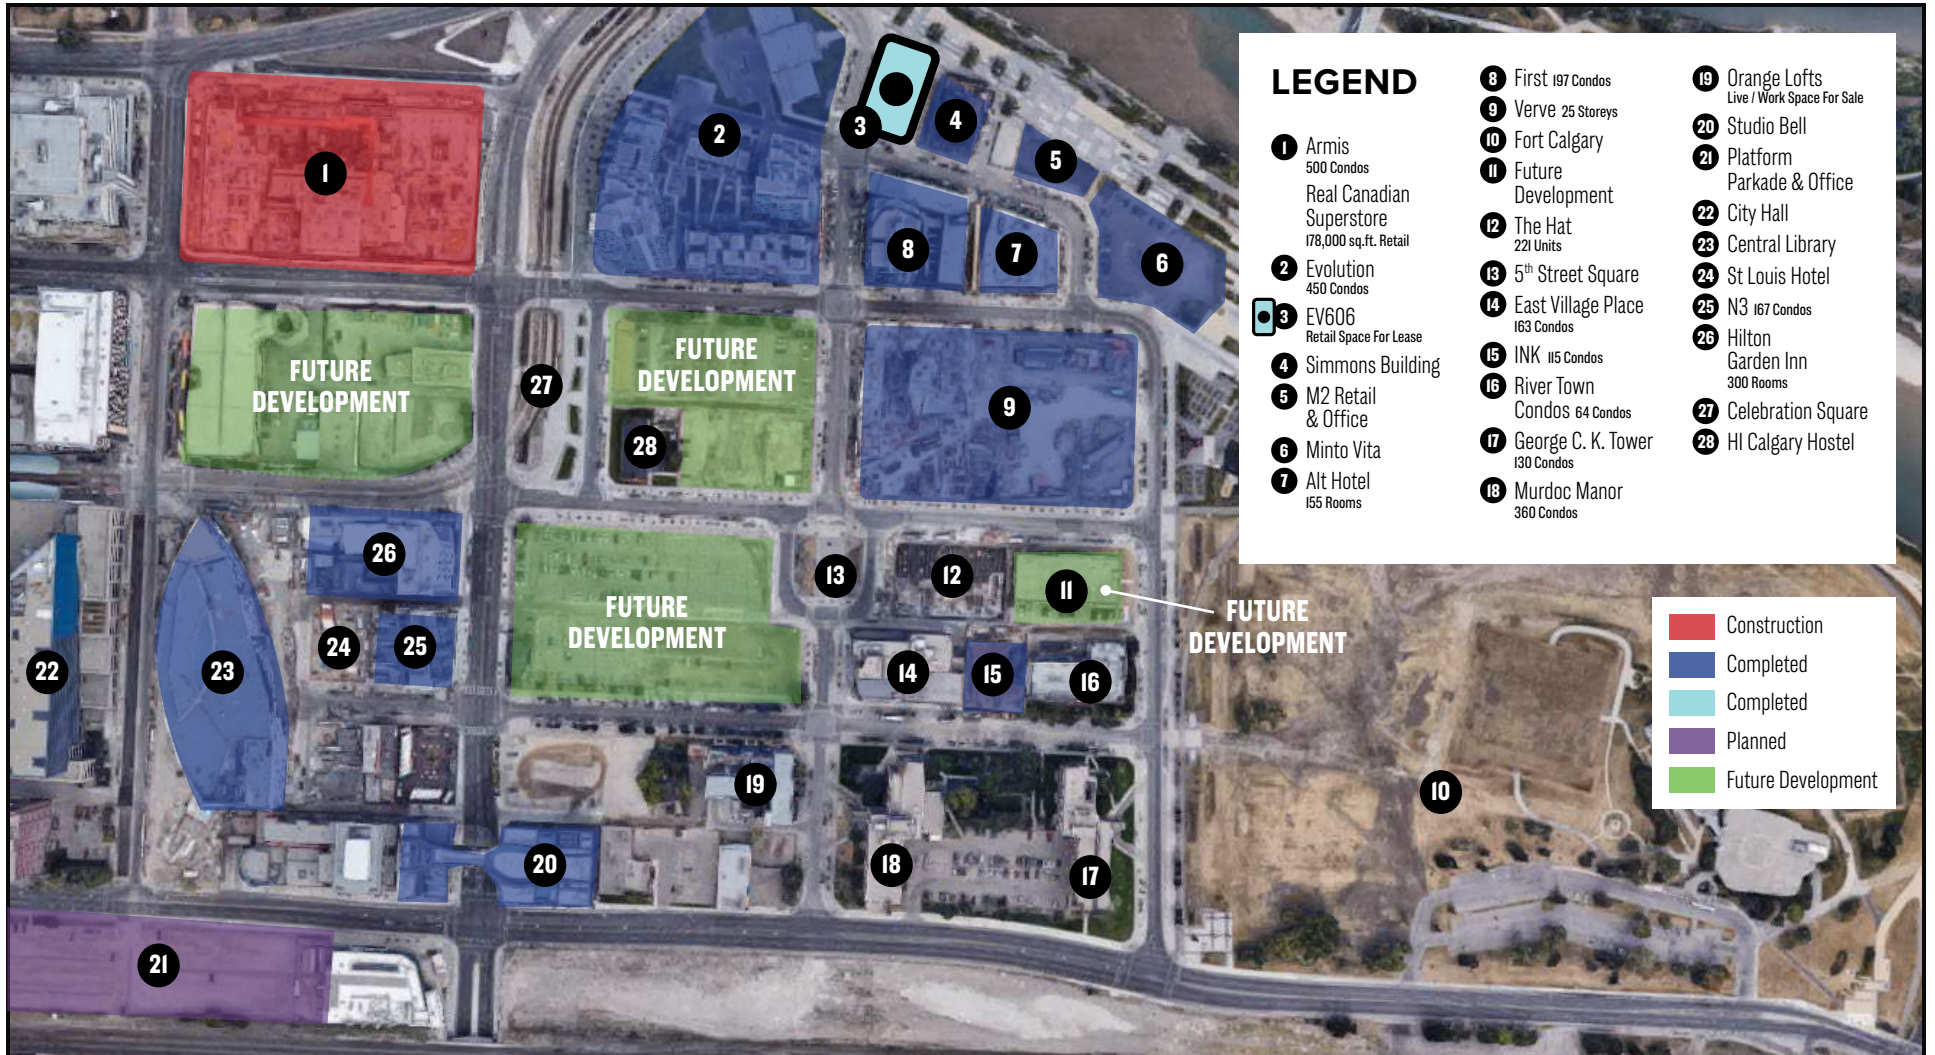 LEGEND
1 Armis
500 Condos
Real Canadian
Superstore
178,000 sq.ft. Retail
2 Evolution
450 Condos
3 EV606
Retail Space For Lease
4 Simmons Building
5 M2 Retail
& Office
6 Minto Vita
7 Alt Hotel
155 Rooms
8 First 197 Condos
9 Verve 25 Storeys
10 Fort Calgary
11 Future
Development
12 The Hat
221 Units
13 5th Street Square
14 East Village Place
163 Condos
15 INK 115 Condos
16 River Town
Condos 64 Condos
17 George C. K. Tower
130 Condos
18 Murdoc Manor
360 Condos
19 Orange Lofts
Live / Work Space For Sale
20 Studio Bell
21 Platform
Parkade & Office
22 City Hall
23 Central Library
24 St Louis Hotel
25 N3 167 Condos
26 Hilton
Garden Inn
300 Rooms
27 Celebration Square
28 HI Calgary Hostel
1
2
3
4
5
6
7
8
FUTURE
DEVELOPMENT
27
FUTURE
DEVELOPMENT
28
9
26
24
25
22
23
FUTURE
DEVELOPMENT
13
12
11
FUTURE
DEVELOPMENT
14
15
16
19
20
18
17
10
21
Construction
Completed
Completed
Planned
Future Development